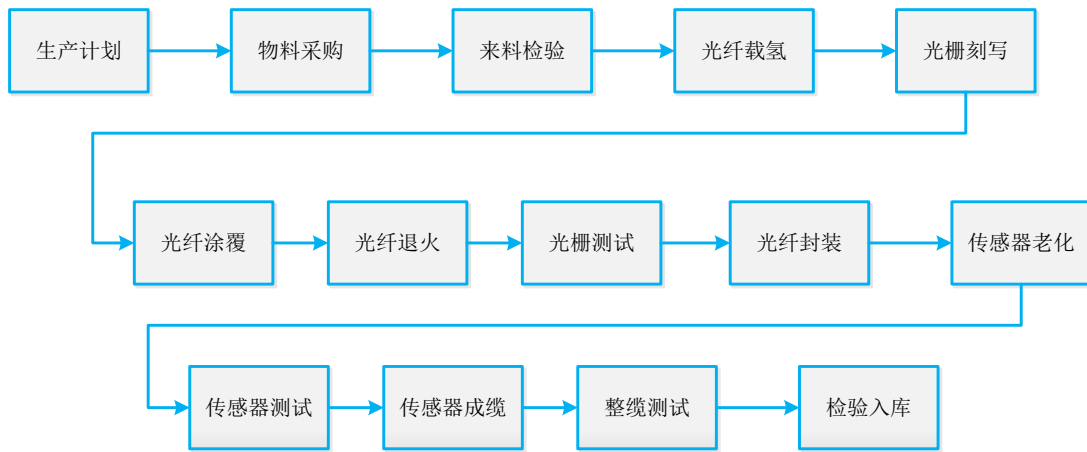 生产计划
物料采购
来料检验
光纤载氢
光栅刻写
光纤涂覆
光纤退火
光栅测试
光纤封装
传感器老化
传感器测试
传感器成缆
整缆测试
检验入库